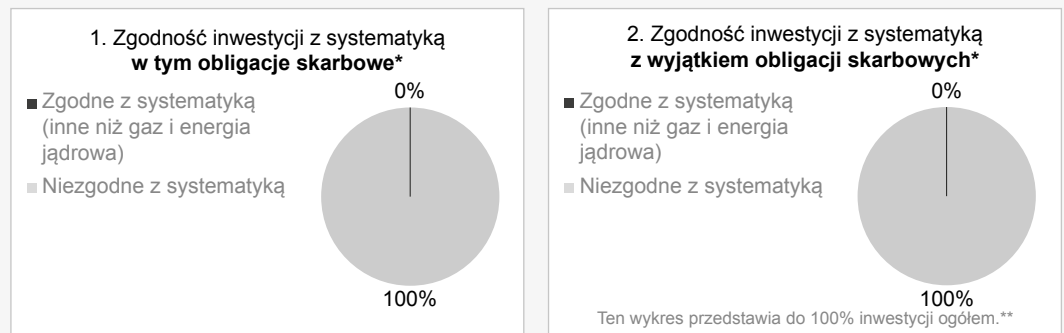 1. Zgodność inwestycji z systematyką
w tym obligacje skarbowe*
Zgodne z systematyką
(inne niż gaz i energia
jądrowa)
Niezgodne z systematyką
0%
100%
2. Zgodność inwestycji z systematyką
z wyjątkiem obligacji skarbowych*
Zgodne z systematyką
(inne niż gaz i energia
jądrowa)
Niezgodne z systematyką
0%
100%
Ten wykres przedstawia do 100% inwestycji ogółem.**